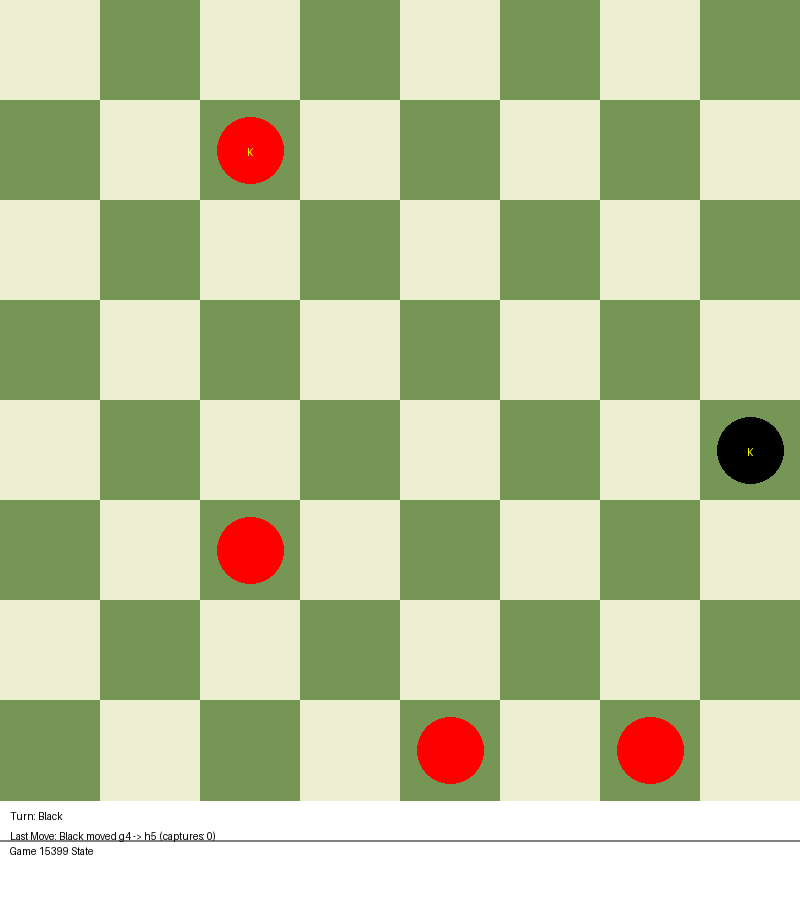 K
K
Turn: Black
Last Move: Black moved g4 -> h5 (captures: 0)
Game 15399 State